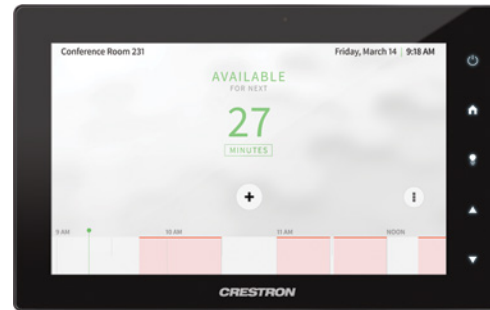 Conference Room 231
Friday, March 14 | 9:18 AM
AVAILABLE
FOR NEXT
27
MINUTES
9 AM
10 AM
11 AM
NOON
CRESTRON